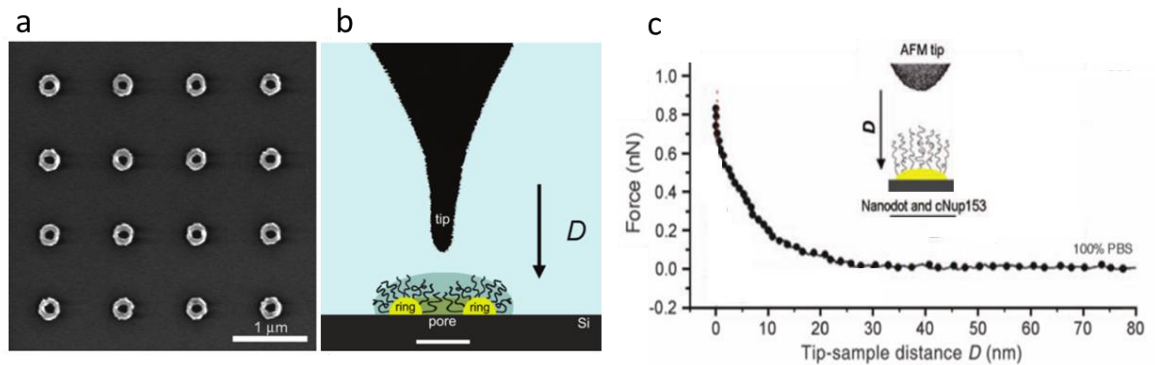 a
1 µm
b
tip
D
ring
ring
pore
Si
c
Force (nN)
1.0
0.8
0.6
0.4
0.2
0.0
-0.2
AFM tip
D
Nanodot and cNup153
100% PBS
0 10 20 30 40 50 60 70 80
Tip-sample distance D (nm)